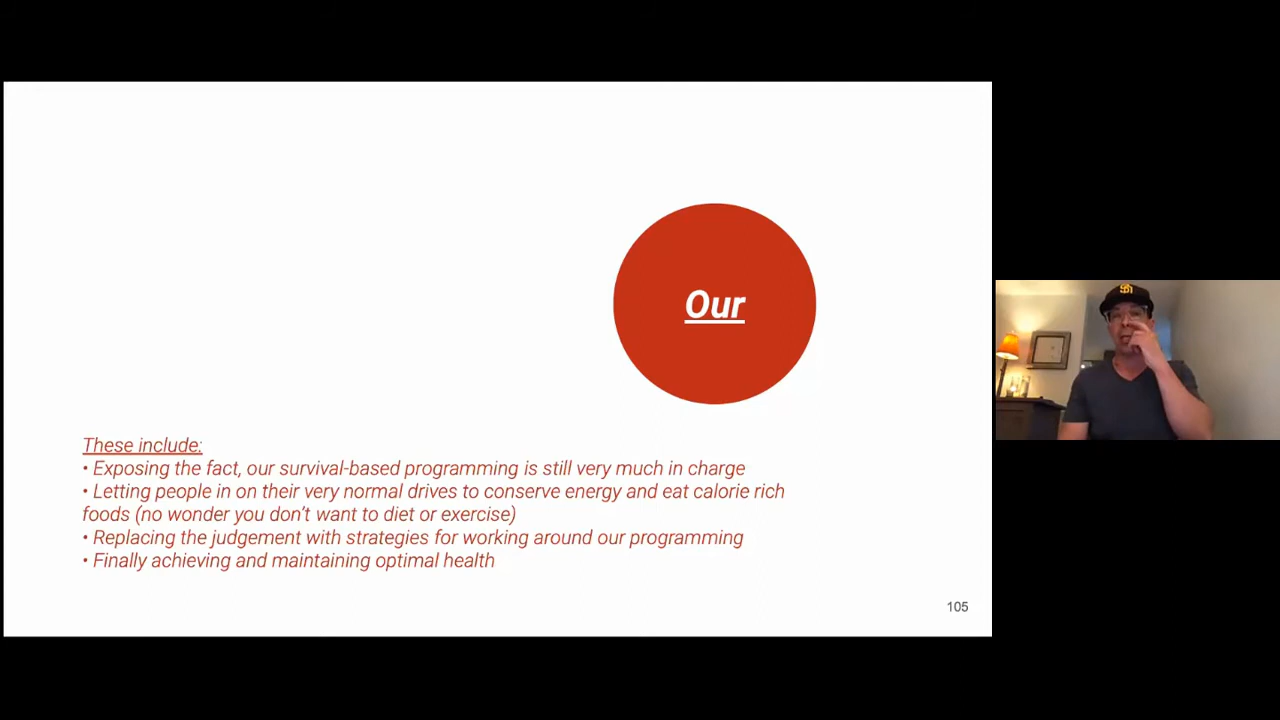 Our
These include:
• Exposing the fact, our survival-based programming is still very much in charge
• Letting people in on their very normal drives to conserve energy and eat calorie rich
foods (no wonder you don't want to diet or exercise)
• Replacing the judgement with strategies for working around our programming
• Finally achieving and maintaining optimal health
105
SD